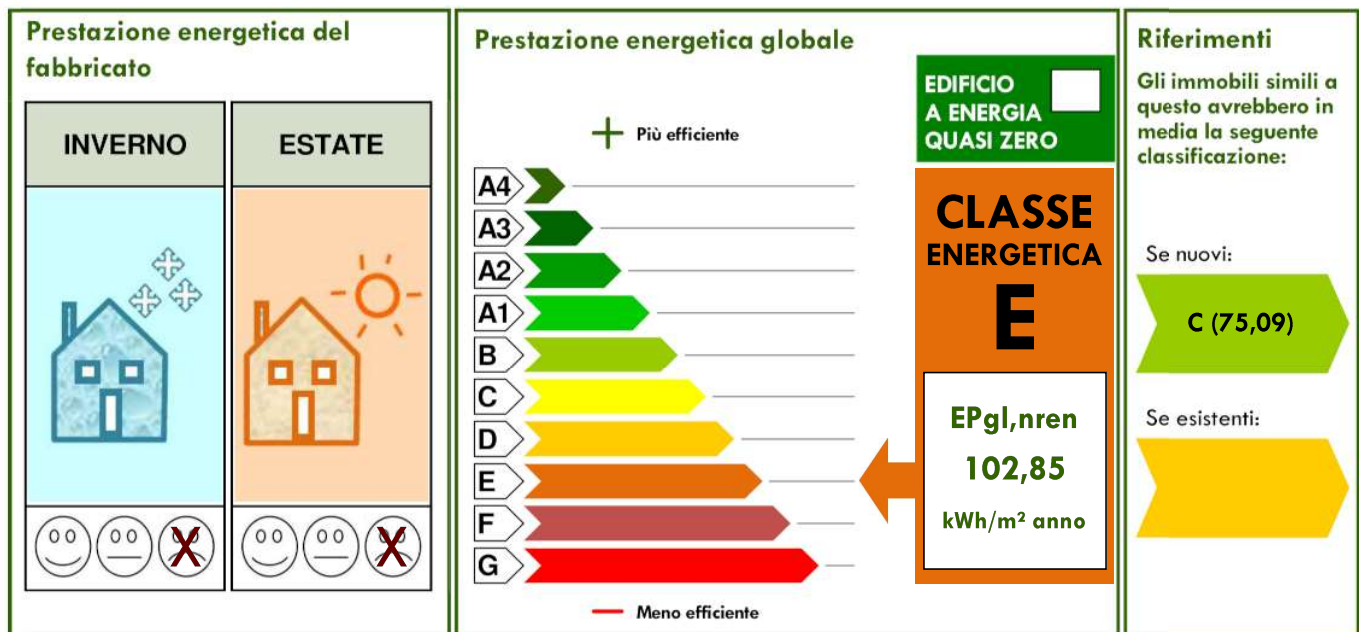 Prestazione energetica del
fabbricato
INVERNO
ESTATE
X
X
Prestazione energetica globale
+ Più efficiente
A4
A3
A2
A1
B
C
D
E
F
G
— Meno efficiente
EDIFICIO
A ENERGIA
QUASI ZERO
CLASSE
ENERGETICA
E
EPgl,nren
102,85
kWh/m² anno
Riferimenti
Gli immobili simili a
questo avrebbero in
media la seguente
classificazione:
Se nuovi:
C (75,09)
Se esistenti: